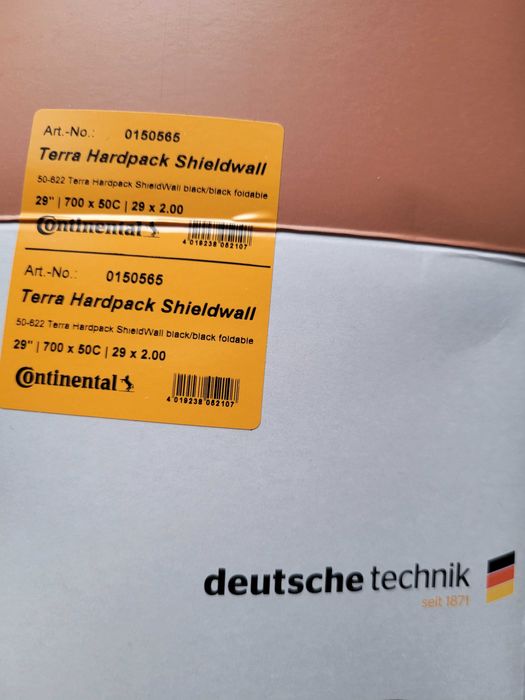 Art.-No.: 0150565
Terra Hardpack Shieldwall
50-622 Terra Hardpack ShieldWall black/black foldable
29" | 700 x 50C | 29 x 2.00
Continental
4 019238 052107
Art.-No.: 0150565
Terra Hardpack Shieldwall
50-622 Terra Hardpack ShieldWall black/black foldable
29" | 700 x 50C | 29 x 2.00
Continental
4 019238 052107
deutsche technik
seit 1871